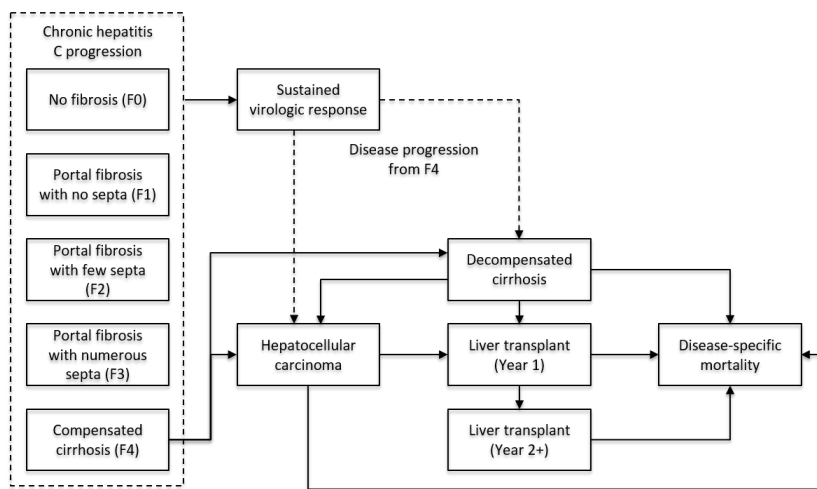 Chronic hepatitis
C progression
No fibrosis (F0)
Portal fibrosis
with no septa (F1)
Portal fibrosis
with few septa
(F2)
Portal fibrosis
with numerous
septa (F3)
Compensated
cirrhosis (F4)
Sustained
virologic response
Disease progression
from F4
Decompensated
cirrhosis
Hepatocellular
carcinoma
Liver transplant
(Year 1)
Disease-specific
mortality
Liver transplant
(Year 2+)